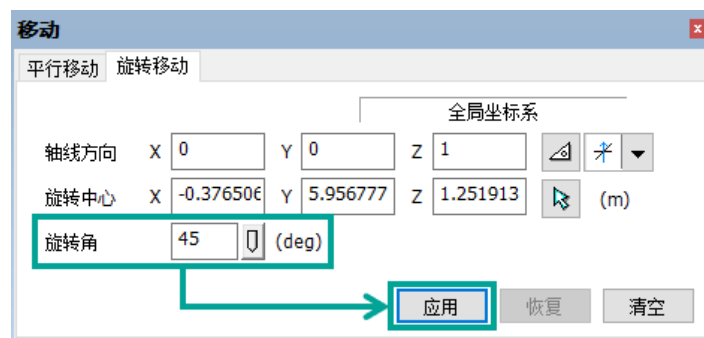 移动
平行移动 旋转移动
全局坐标系
轴线方向 X 0 Y 0 Z 1
旋转中心 X -0.376506 Y 5.956777 Z 1.251913 (m)
旋转角 45 (deg)
应用 恢复 清空